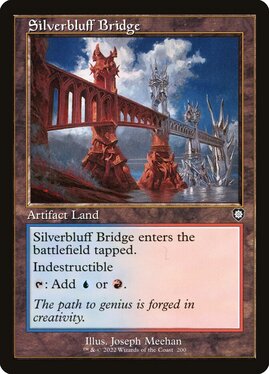 Silverbluff Bridge
Artifact Land
Silverbluff Bridge enters the
battlefield tapped.
Indestructible
: Add or .
The path to genius is forged in
creativity.
Illus. Joseph Meehan
™ & © 2022 Wizards of the Coast 200